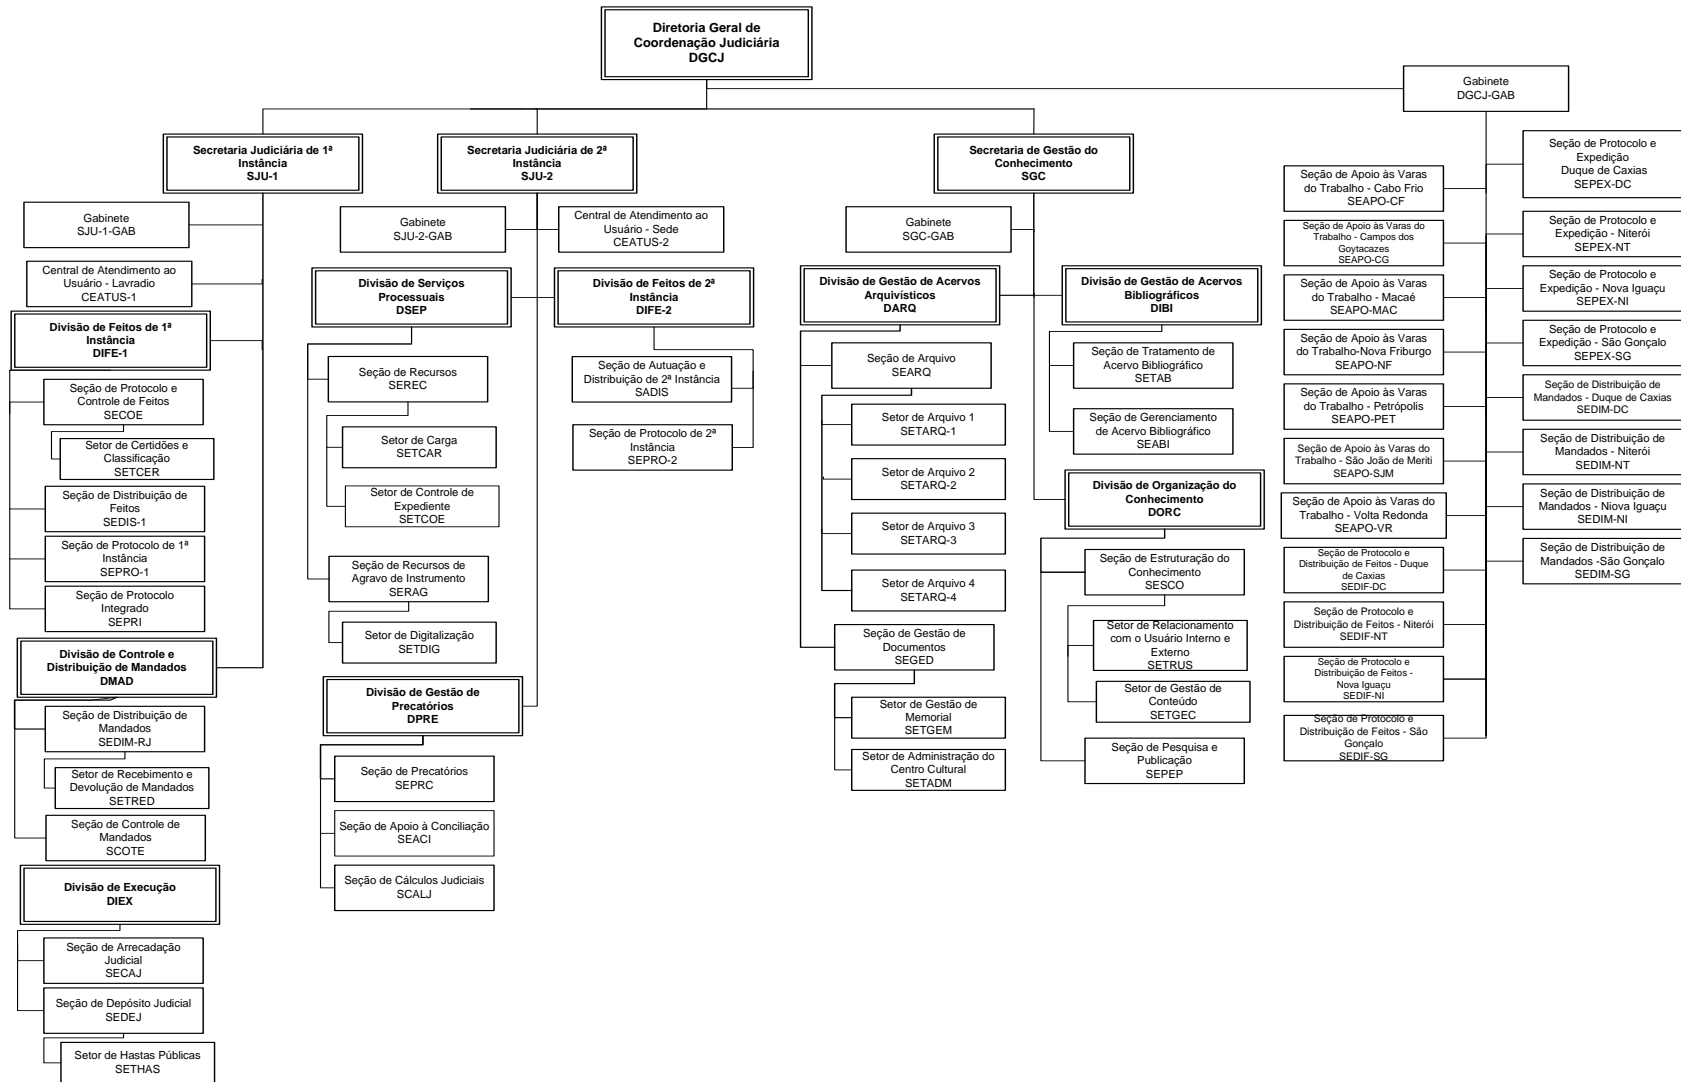 Diretoria Geral de
Coordenação Judiciária
DGCJ
Gabinete
DGCJ-GAB
Secretaria Judiciária de 1ª
Instância
SJU-1
Gabinete
SJU-1-GAB
Central de Atendimento ao
Usuário - Lavradio
CEATUS-1
Divisão de Feitos de 1ª
Instância
DIFE-1
Seção de Protocolo e
Controle de Feitos
SECOE
Setor de Certidões e
Classificação
SETCER
Seção de Distribuição de
Feitos
SEDIS-1
Seção de Protocolo de 1ª
Instância
SEPRO-1
Seção de Protocolo
Integrado
SEPRI
Divisão de Controle e
Distribuição de Mandados
DMAD
Seção de Distribuição de
Mandados
SEDIM-RJ
Setor de Recebimento e
Devolução de Mandados
SETRED
Seção de Controle de
Mandados
SCOTE
Divisão de Execução
DIEX
Seção de Arrecadação
Judicial
SECAJ
Seção de Depósito Judicial
SEDEJ
Setor de Hastas Públicas
SETHAS
Secretaria Judiciária de 2ª
Instância
SJU-2
Gabinete
SJU-2-GAB
Central de Atendimento ao
Usuário - Sede
CEATUS-2
Divisão de Serviços
Processuais
DSEP
Seção de Recursos
SEREC
Setor de Carga
SETCAR
Setor de Controle de
Expediente
SETCOE
Seção de Recursos de
Agravo de Instrumento
SERAG
Setor de Digitalização
SETDIG
Divisão de Feitos de 2ª
Instância
DIFE-2
Seção de Autuação e
Distribuição de 2ª Instância
SADIS
Seção de Protocolo de 2ª
Instância
SEPRO-2
Divisão de Gestão de
Precatórios
DPRE
Seção de Precatórios
SEPRC
Seção de Apoio à Conciliação
SEACI
Seção de Cálculos Judiciais
SCALJ
Secretaria de Gestão do
Conhecimento
SGC
Gabinete
SGC-GAB
Divisão de Gestão de Acervos
Arquivísticos
DARQ
Seção de Arquivo
SEARQ
Setor de Arquivo 1
SETARQ-1
Setor de Arquivo 2
SETARQ-2
Setor de Arquivo 3
SETARQ-3
Setor de Arquivo 4
SETARQ-4
Seção de Gestão de
Documentos
SEGED
Setor de Gestão de
Memorial
SETGEM
Setor de Administração do
Centro Cultural
SETADM
Divisão de Gestão de Acervos
Bibliográficos
DIBI
Seção de Tratamento de
Acervo Bibliográfico
SETAB
Seção de Gerenciamento
de Acervo Bibliográfico
SEABI
Divisão de Organização do
Conhecimento
DORC
Seção de Estruturação do
Conhecimento
SESCO
Setor de Relacionamento
com o Usuário Interno e
Externo
SETRUS
Setor de Gestão de
Conteúdo
SETGEC
Seção de Pesquisa e
Publicação
SEPEP
Seção de Apoio às Varas
do Trabalho - Cabo Frio
SEAPO-CF
Seção de Apoio às Varas do
Trabalho - Campos dos
Goytacazes
SEAPO-CG
Seção de Apoio às Varas
do Trabalho - Macaé
SEAPO-MAC
Seção de Apoio às Varas
do Trabalho-Nova Friburgo
SEAPO-NF
Seção de Apoio às Varas
do Trabalho - Petrópolis
SEAPO-PET
Seção de Apoio às Varas do
Trabalho - São João de Meriti
SEAPO-SJM
Seção de Apoio às Varas do
Trabalho - Volta Redonda
SEAPO-VR
Seção de Protocolo e
Distribuição de Feitos - Duque
de Caxias
SEDIF-DC
Seção de Protocolo e
Distribuição de Feitos - Niterói
SEDIF-NT
Seção de Protocolo e
Distribuição de Feitos -
Nova Iguaçu
SEDIF-NI
Seção de Protocolo e
Distribuição de Feitos - São
Gonçalo
SEDIF-SG
Seção de Protocolo e
Expedição
Duque de Caxias
SEPEX-DC
Seção de Protocolo e
Expedição - Niterói
SEPEX-NT
Seção de Protocolo e
Expedição - Nova Iguaçu
SEPEX-NI
Seção de Protocolo e
Expedição - São Gonçalo
SEPEX-SG
Seção de Distribuição de
Mandados - Duque de Caxias
SEDIM-DC
Seção de Distribuição de
Mandados - Niterói
SEDIM-NT
Seção de Distribuição de
Mandados - Niova Iguaçu
SEDIM-NI
Seção de Distribuição de
Mandados -São Gonçalo
SEDIM-SG